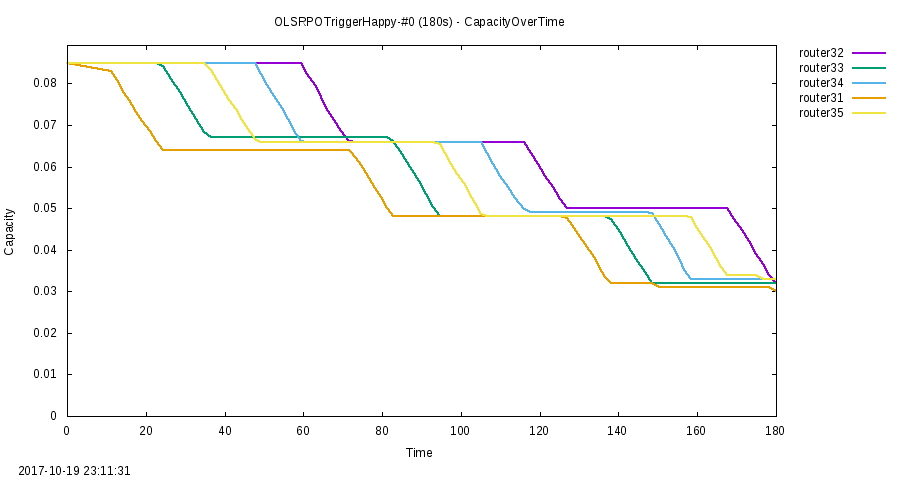 OLSRPOTriggerHappy-#0 (180s) - CapacityOverTime
router32
router33
router34
router31
router35
0.08
0.07
0.06
0.05
0.04
0.03
0.02
0.01
0
Capacity
0 20 40 60 80 100 120 140 160 180
Time
2017-10-19 23:11:31